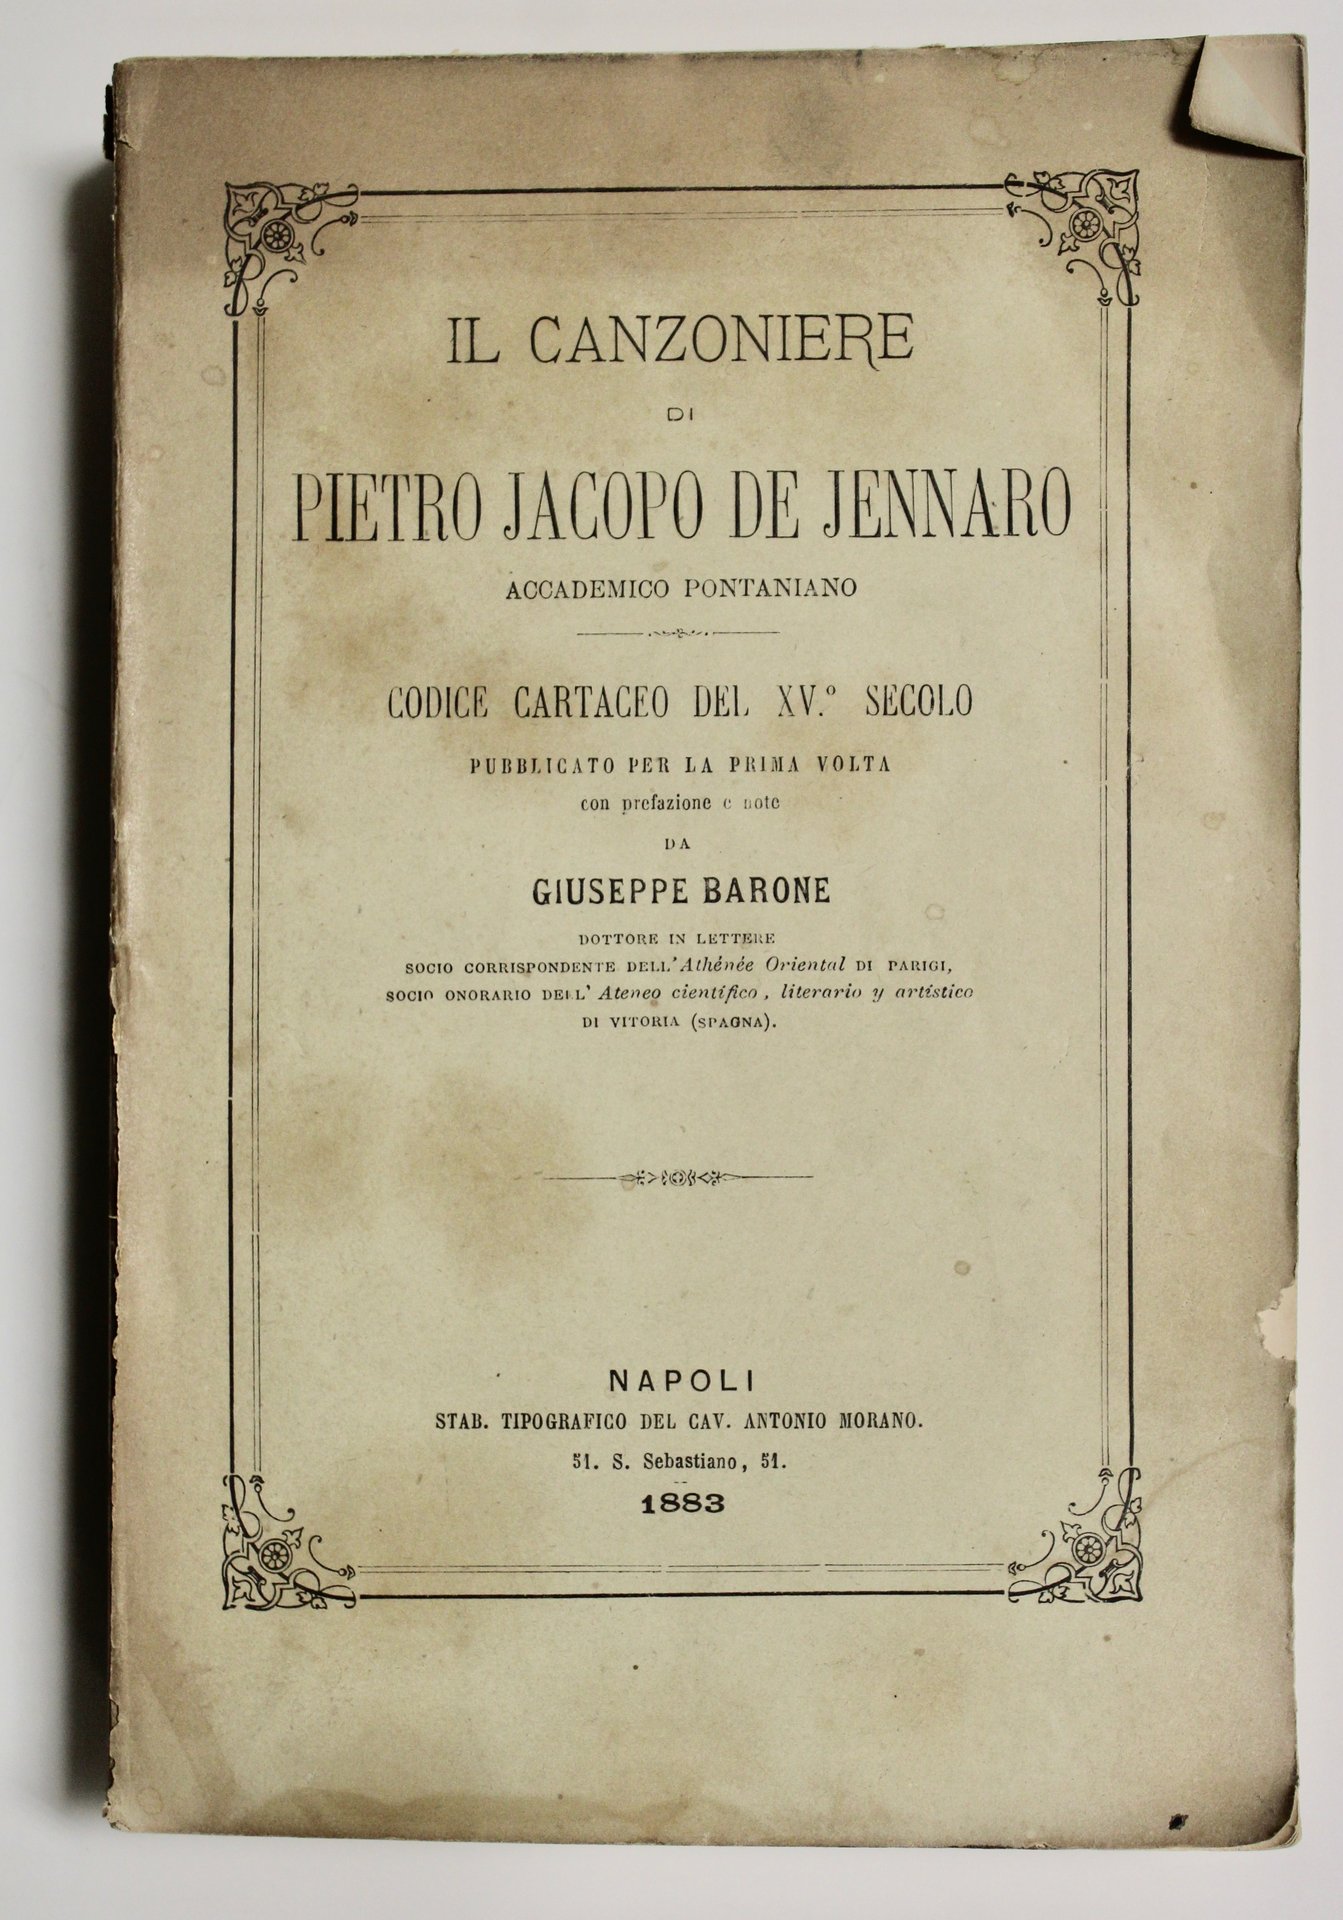 IL CANZONIERE
DI
PIETRO JACOPO DE JENNARO
ACCADEMICO PONTANIANO
CODICE CARTACEO DEL XV.º SECOLO
PUBBLICATO PER LA PRIMA VOLTA
con prefazione e note
DA
GIUSEPPE BARONE
DOTTORE IN LETTERE
SOCIO CORRISPONDENTE DELL'Athénée Oriental DI PARIGI,
SOCIO ONORARIO DELL' Ateneo científico, literario y artístico
DI VITORIA (SPAGNA).
NAPOLI
STAB. TIPOGRAFICO DEL CAV. ANTONIO MORANO.
51. S. Sebastiano, 51.
1883